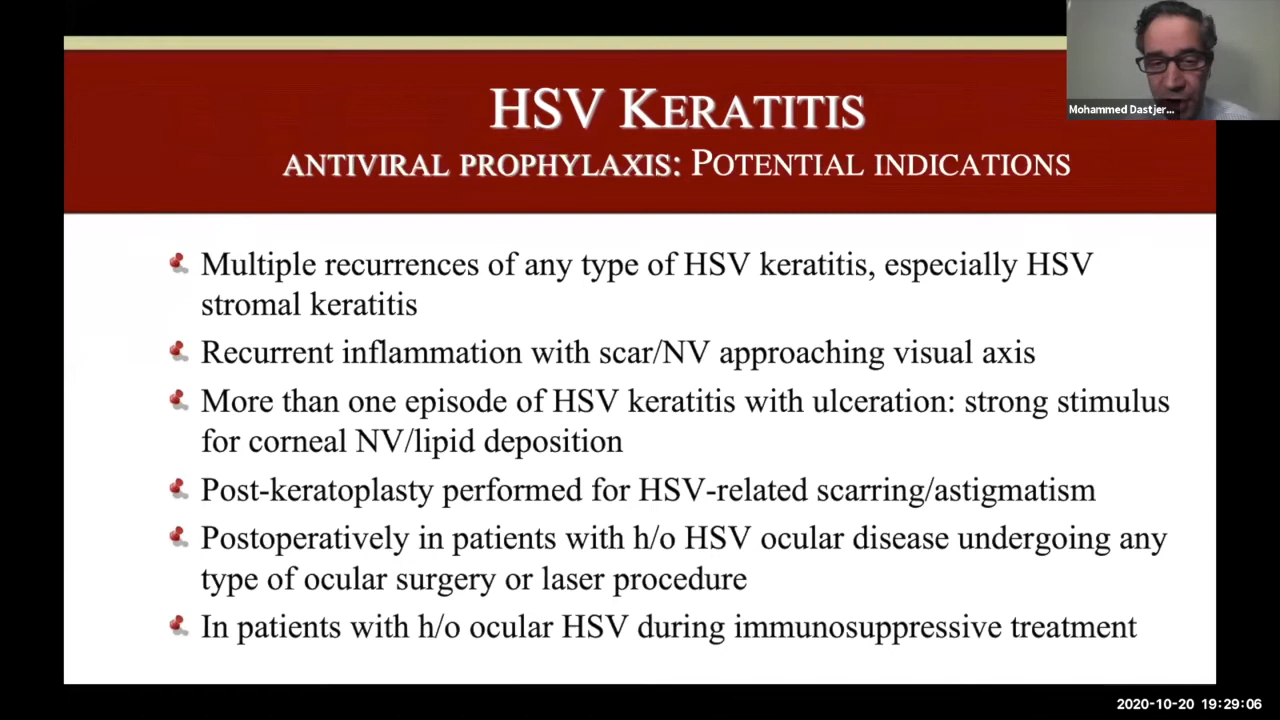 Mohammed Dastjer...
HSV KERATITIS
ANTIVIRAL PROPHYLAXIS: POTENTIAL INDICATIONS
Multiple recurrences of any type of HSV keratitis, especially HSV
stromal keratitis
Recurrent inflammation with scar/NV approaching visual axis
More than one episode of HSV keratitis with ulceration: strong stimulus
for corneal NV/lipid deposition
Post-keratoplasty performed for HSV-related scarring/astigmatism
Postoperatively in patients with h/o HSV ocular disease undergoing any
type of ocular surgery or laser procedure
In patients with h/o ocular HSV during immunosuppressive treatment
2020-10-20 19:29:06